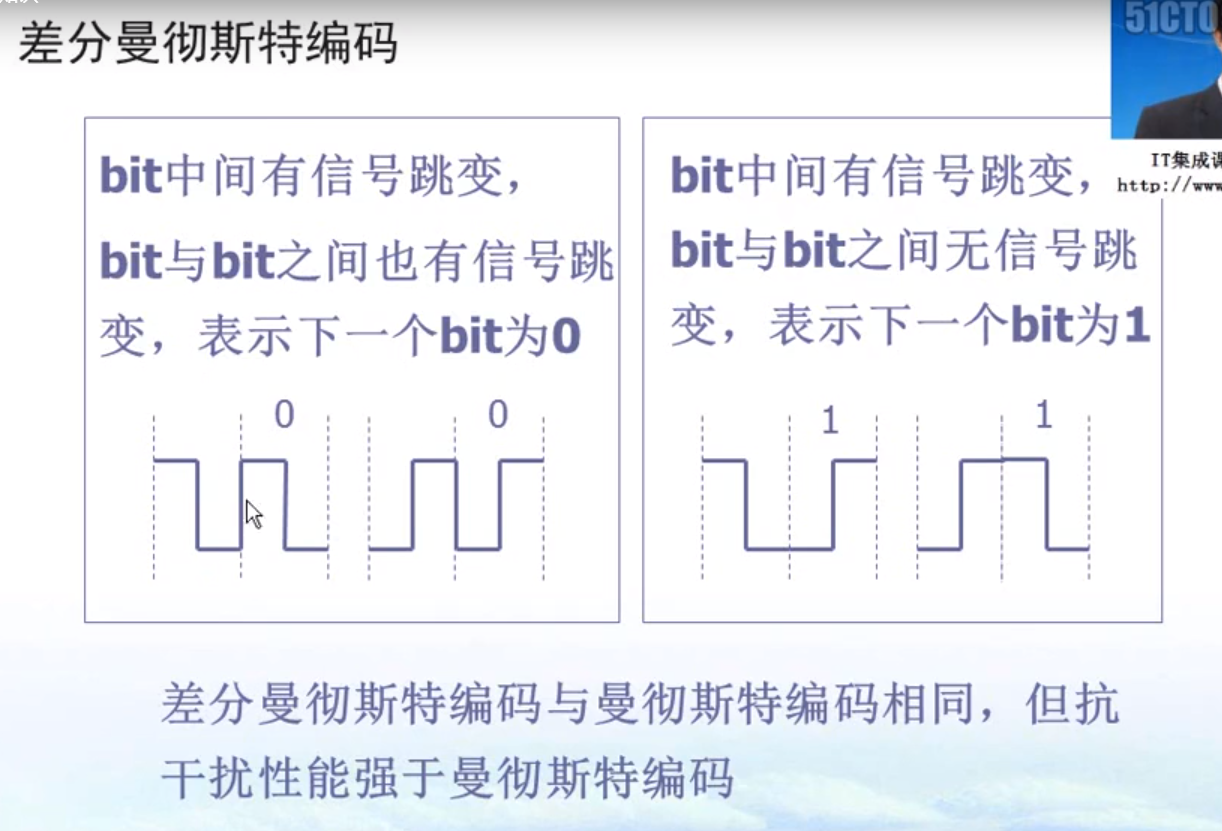 差分曼彻斯特编码
51CTO
IT集成课
http://www
bit中间有信号跳变，
bit与bit之间也有信号跳
变，表示下一个bit为0
0
0
bit中间有信号跳变，
bit与bit之间无信号跳
变，表示下一个bit为1
1
1
差分曼彻斯特编码与曼彻斯特编码相同，但抗
干扰性能强于曼彻斯特编码